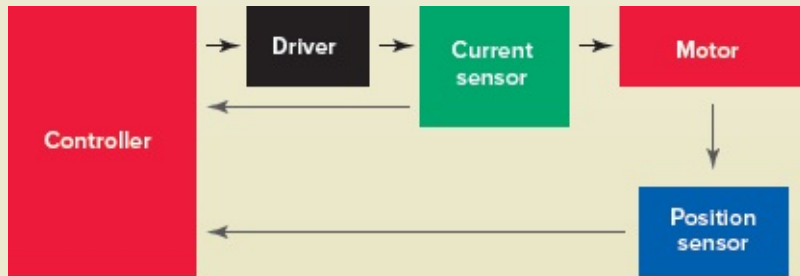 Driver
Current
sensor
Motor
Controller
Position
sensor